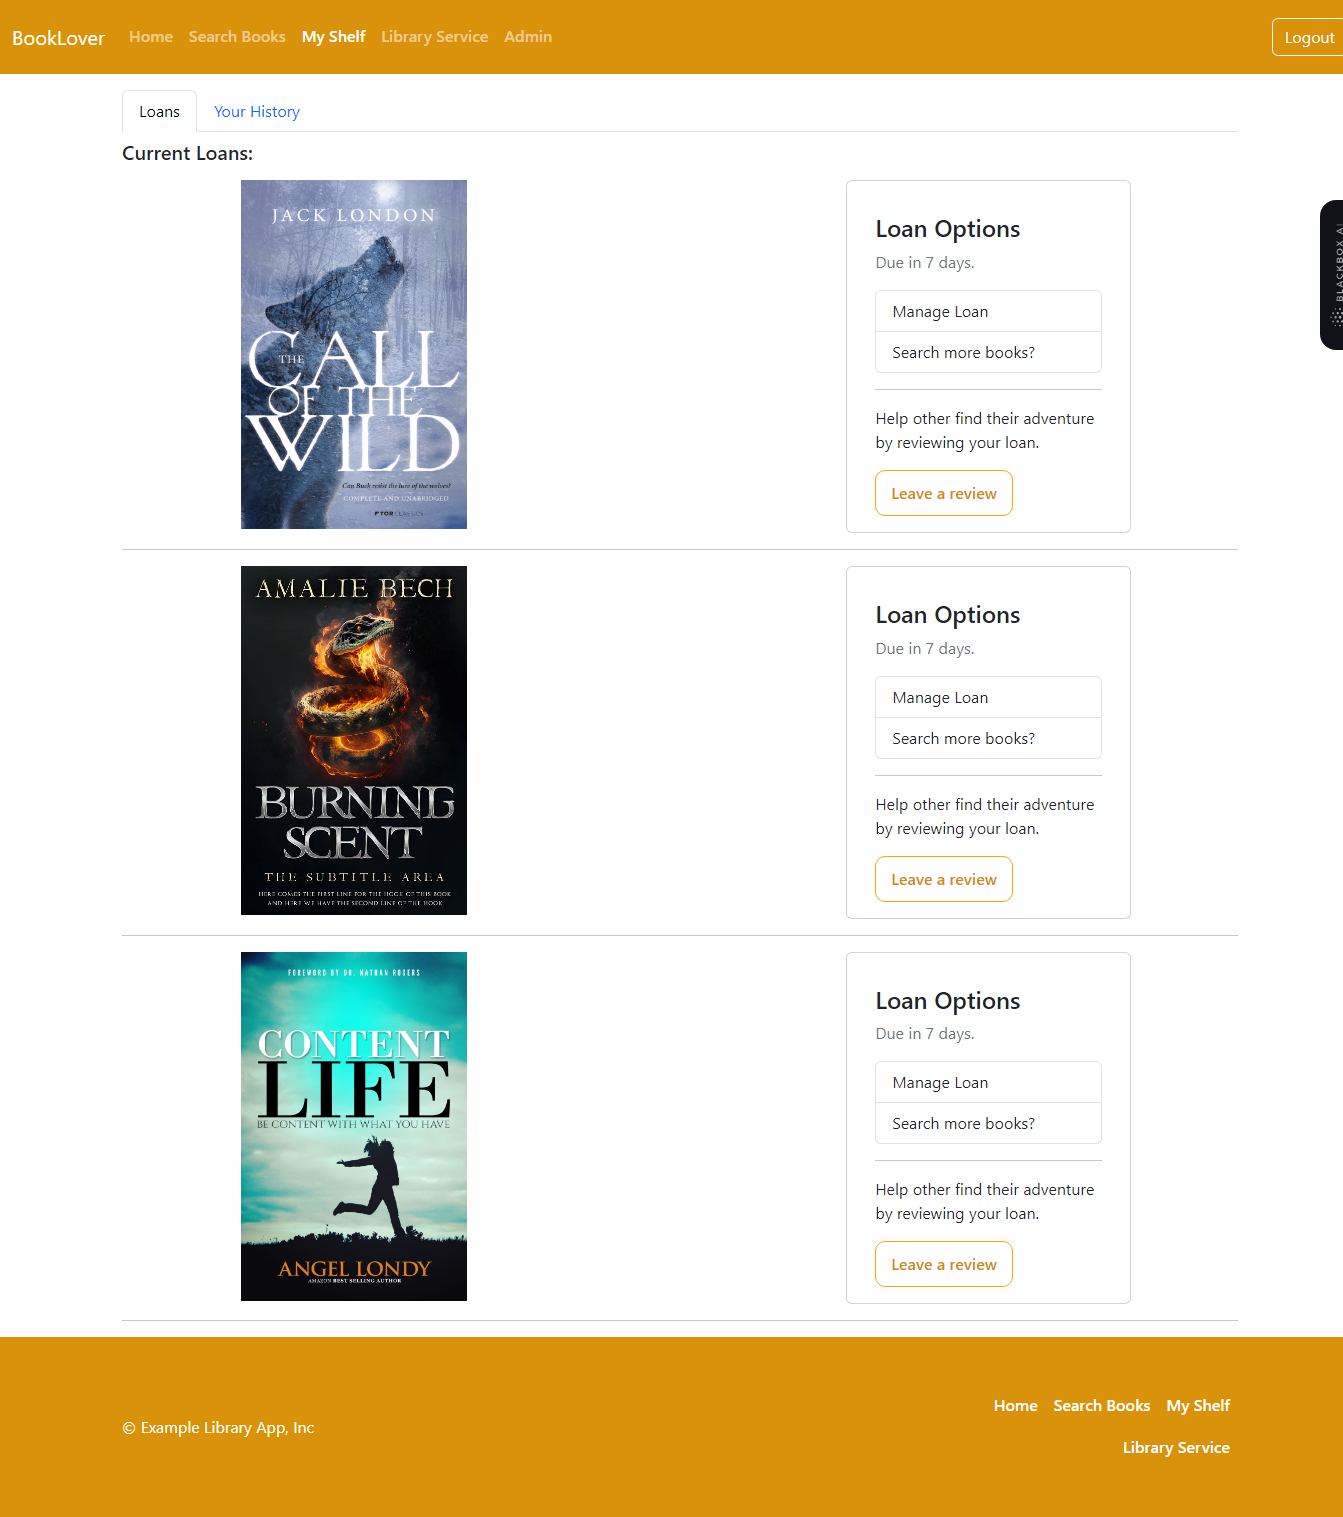 BookLover Home Search Books My Shelf Library Service Admin Logout
Loans Your History
Current Loans:
JACK LONDON
THE
CALL
OF THE
WILD
Can Buck resist the lure of the wolves?
COMPLETE AND UNABRIDGED
TOR CLASSICS
Loan Options
Due in 7 days.
Manage Loan
Search more books?
Help other find their adventure
by reviewing your loan.
Leave a review
BLACKBOX AI
AMALIE BECH
BURNING
SCENT
THE SUBTITLE AREA
HERE COMES THE FIRST LINE FOR THE HOOK OF THIS BOOK
AND HERE WE HAVE THE SECOND LINE OF THE HOOK
Loan Options
Due in 7 days.
Manage Loan
Search more books?
Help other find their adventure
by reviewing your loan.
Leave a review
FOREWORD BY DR. NATHAN ROGERS
CONTENT
LIFE
BE CONTENT WITH WHAT YOU HAVE
ANGEL LONDY
AMAZON BEST SELLING AUTHOR
Loan Options
Due in 7 days.
Manage Loan
Search more books?
Help other find their adventure
by reviewing your loan.
Leave a review
© Example Library App, Inc
Home Search Books My Shelf
Library Service